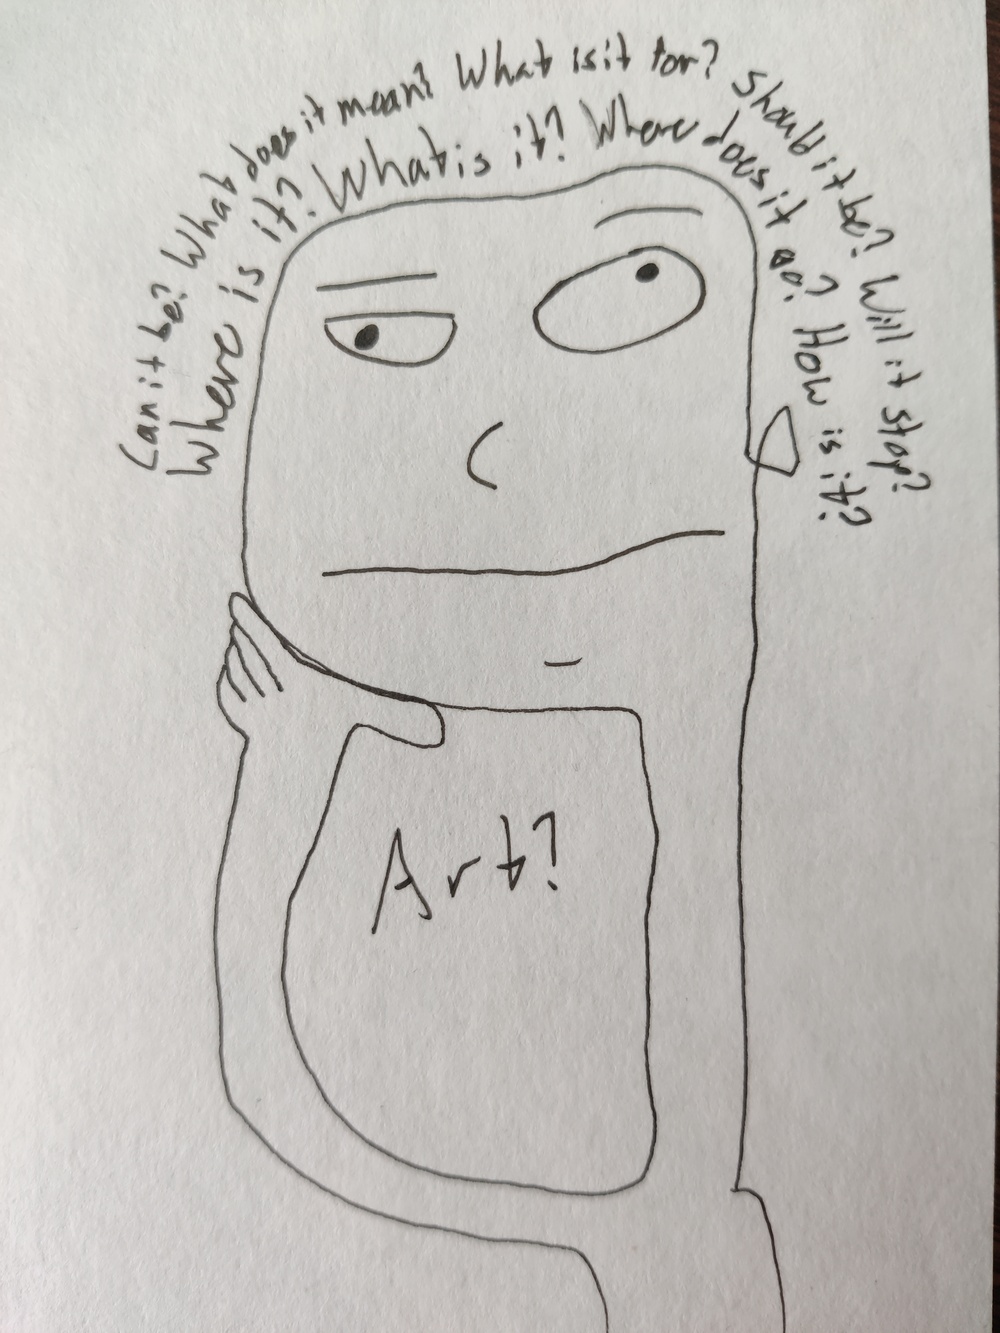 Can it be? What does it mean? What is it for? Should it be? Will it stop?
Where is it? What is it? Where does it go? How is it?
Art?